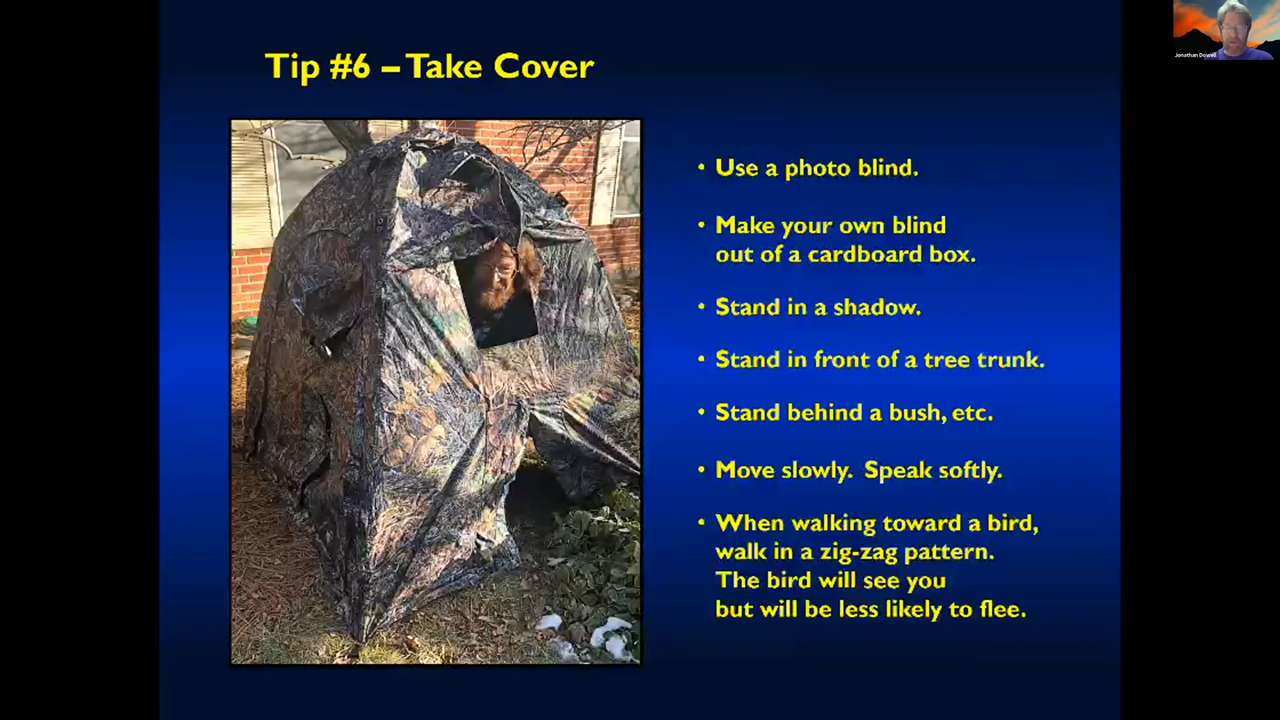 Tip #6 – Take Cover
Jonathan Dowell
• Use a photo blind.
• Make your own blind
out of a cardboard box.
• Stand in a shadow.
• Stand in front of a tree trunk.
• Stand behind a bush, etc.
• Move slowly. Speak softly.
• When walking toward a bird,
walk in a zig-zag pattern.
The bird will see you
but will be less likely to flee.